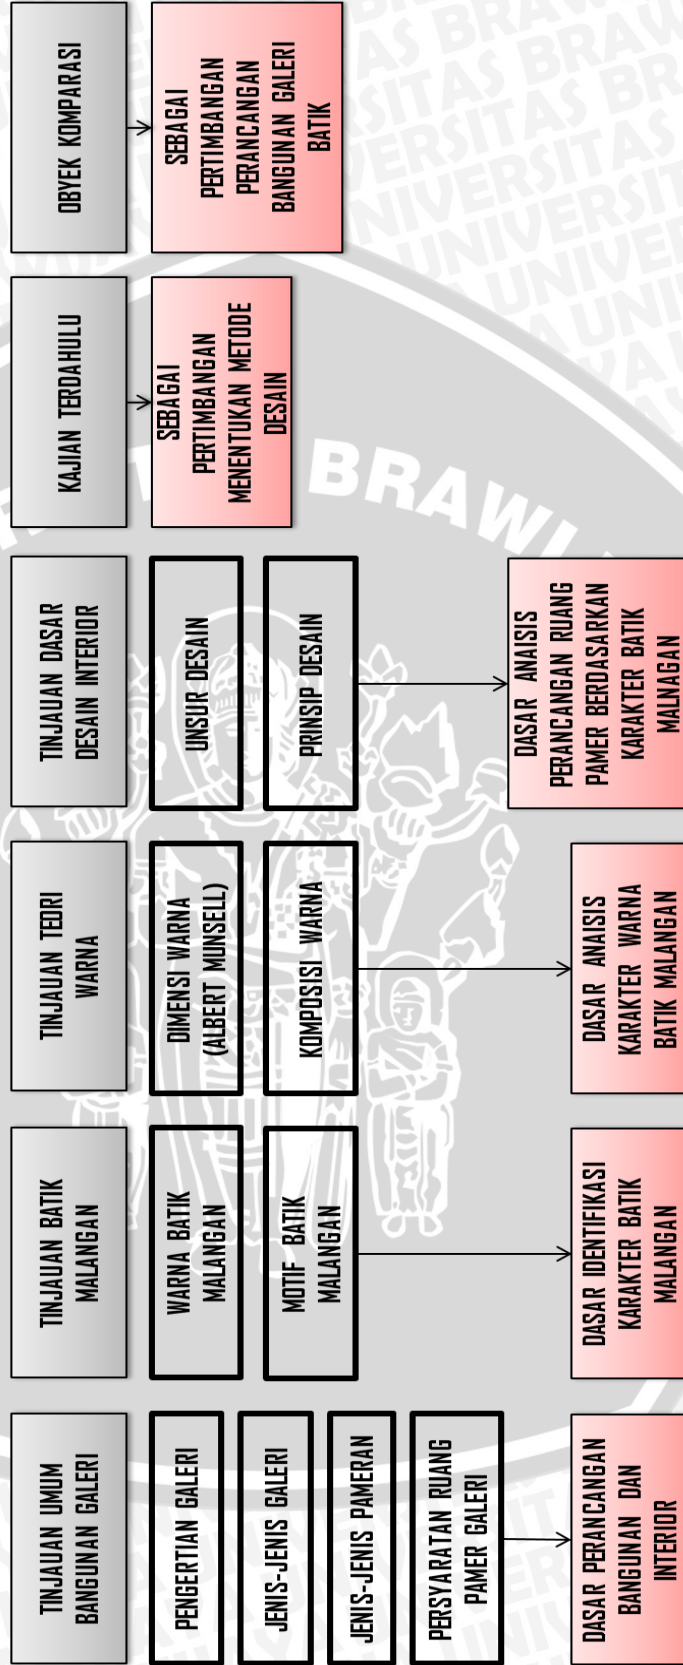 TINJAUAN UMUM
BANGUNAN GALERI
PENGERTIAN GALERI
JENIS-JENIS GALERI
JENIS-JENIS PAMERAN
PERSYARATAN RUANG
PAMER GALERI
DASAR PERANCANGAN
BANGUNAN DAN
INTERIOR
TINJAUAN BATIK
MALANGAN
WARNA BATIK
MALANGAN
MOTIF BATIK
MALANGAN
DASAR IDENTIFIKASI
KARAKTER BATIK
MALANGAN
TINJAUAN TEORI
WARNA
DIMENSI WARNA
(ALBERT MUNSELL)
KOMPOSISI WARNA
DASAR ANAISIS
KARAKTER WARNA
BATIK MALANGAN
TINJAUAN DASAR
DESAIN INTERIOR
UNSUR DESAIN
PRINSIP DESAIN
DASAR ANAISIS
PERANCANGAN RUANG
PAMER BERDASARKAN
KARAKTER BATIK
MALNAGAN
KAJIAN TERDAHULU
SEBAGAI
PERTIMBANGAN
MENENTUKAN METODE
DESAIN
OBYEK KOMPARASI
SEBAGAI
PERTIMBANGAN
PERANCANGAN
BANGUNAN GALERI
BATIK